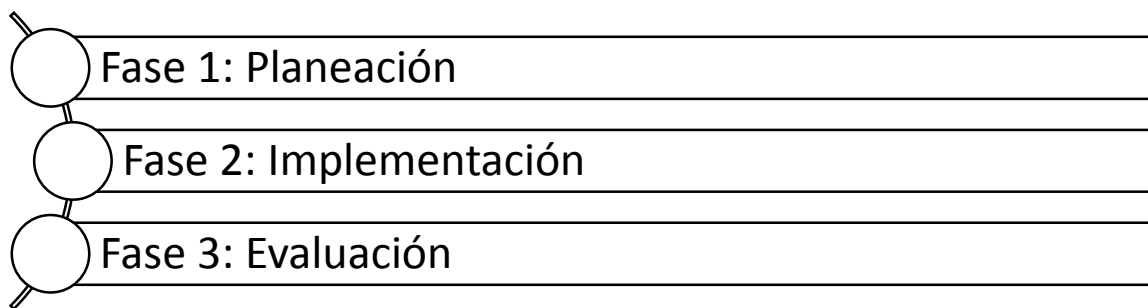 Fase 1: Planeación
Fase 2: Implementación
Fase 3: Evaluación